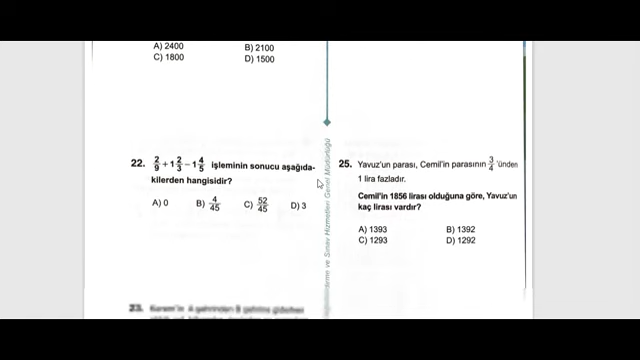 A) 2400 B) 2100
C) 1800 D) 1500
22. 2/9 + 1 2/3 − 1 4/5 işleminin sonucu aşağıda-
kilerden hangisidir?
A) 0 B) 4/45 C) 52/45 D) 3
ve Sınav Hizmetleri Genel Müdürlüğü
25. Yavuz'un parası, Cemil'in parasının 3/4 'ünden
1 lira fazladır.
Cemil'in 1856 lirası olduğuna göre, Yavuz'un
kaç lirası vardır?
A) 1393 B) 1392
C) 1293 D) 1292
23.